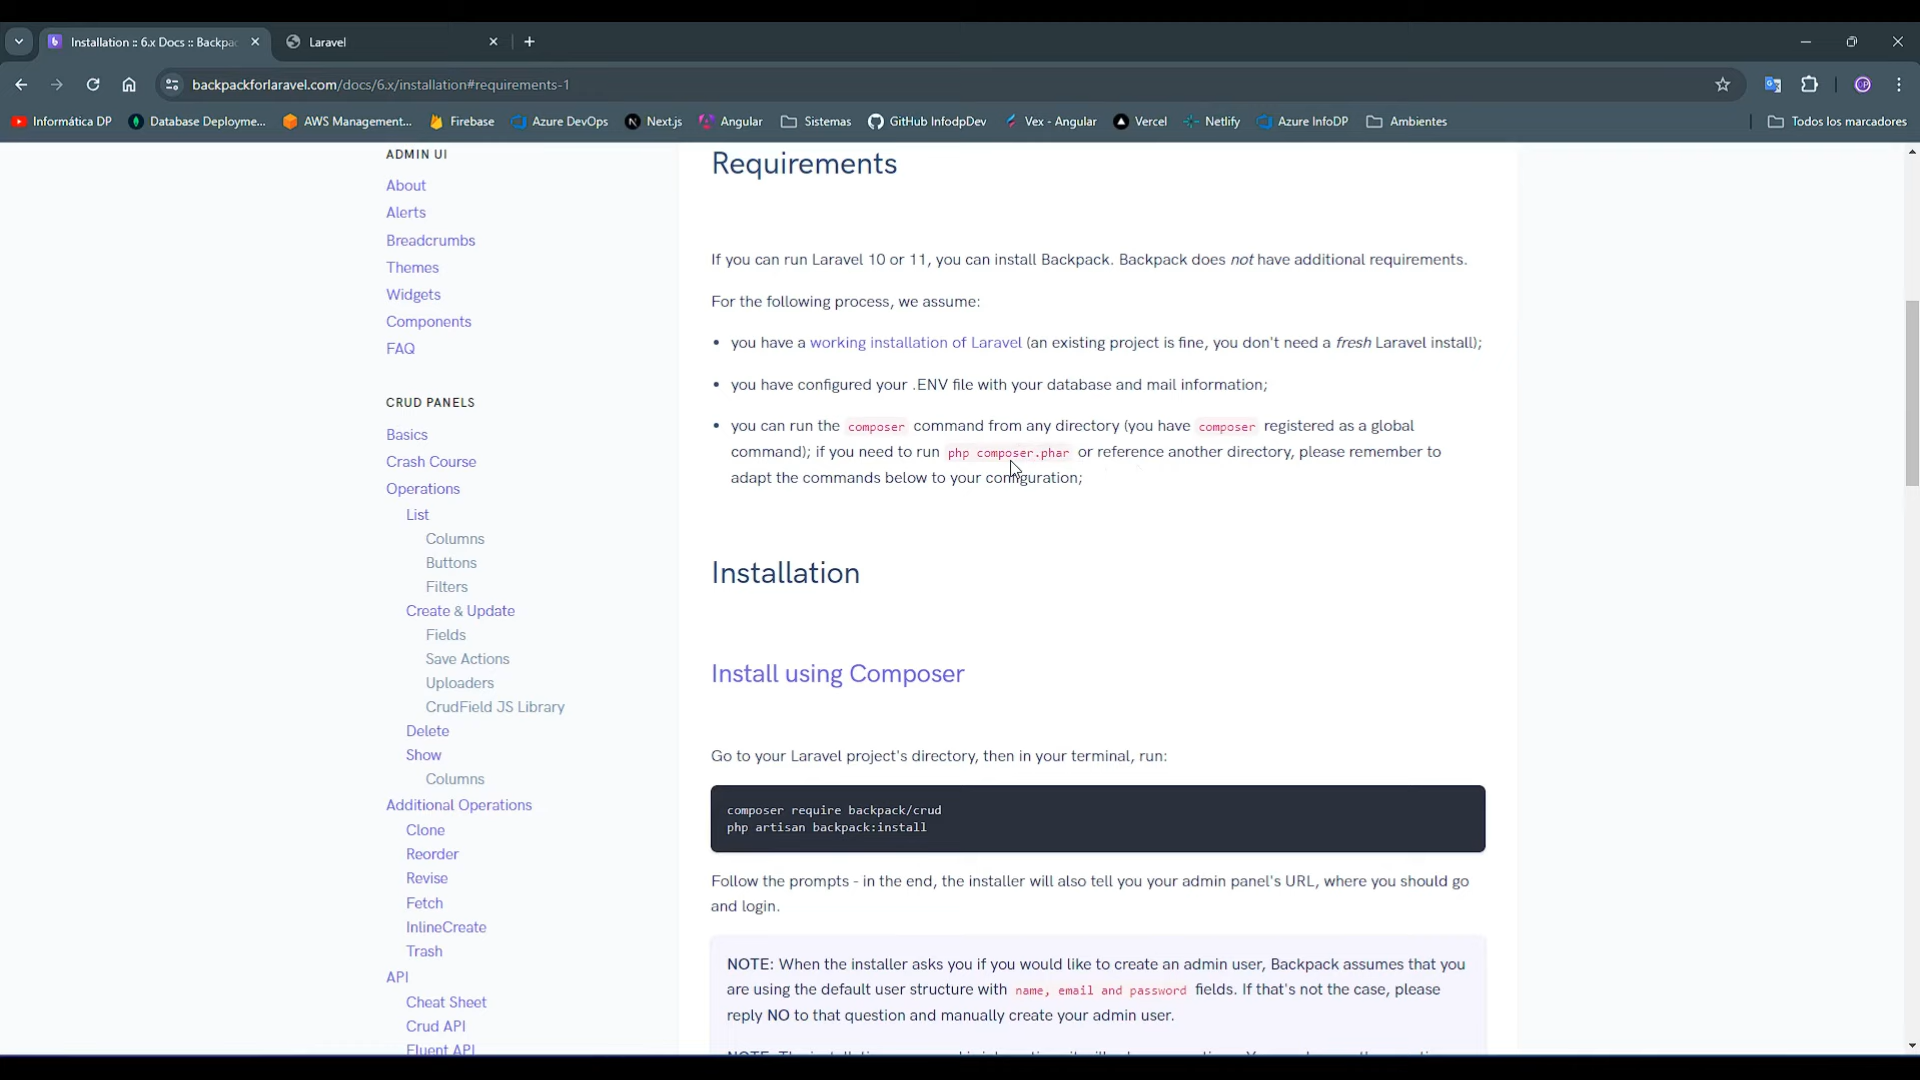 Installation :: 6.x Docs :: Backpa
Laravel
backpackforlaravel.com/docs/6.x/installation#requirements-1
Informática DP
Database Deployme...
AWS Management...
Firebase
Azure DevOps
Next.js
Angular
Sistemas
GitHub InfodpDev
Vex - Angular
Vercel
Netlify
Azure InfoDP
Ambientes
Todos los marcadores
ADMIN UI
About
Alerts
Breadcrumbs
Themes
Widgets
Components
FAQ
CRUD PANELS
Basics
Crash Course
Operations
List
Columns
Buttons
Filters
Create & Update
Fields
Save Actions
Uploaders
CrudField JS Library
Delete
Show
Columns
Additional Operations
Clone
Reorder
Revise
Fetch
InlineCreate
Trash
API
Cheat Sheet
Crud API
Fluent API
Requirements
If you can run Laravel 10 or 11, you can install Backpack. Backpack does not have additional requirements.
For the following process, we assume:
• you have a working installation of Laravel (an existing project is fine, you don't need a fresh Laravel install);
• you have configured your .ENV file with your database and mail information;
• you can run the composer command from any directory (you have composer registered as a global
command); if you need to run php composer.phar or reference another directory, please remember to
adapt the commands below to your configuration;
Installation
Install using Composer
Go to your Laravel project's directory, then in your terminal, run:
composer require backpack/crud
php artisan backpack:install
Follow the prompts - in the end, the installer will also tell you your admin panel's URL, where you should go
and login.
NOTE: When the installer asks you if you would like to create an admin user, Backpack assumes that you
are using the default user structure with name, email and password fields. If that's not the case, please
reply NO to that question and manually create your admin user.